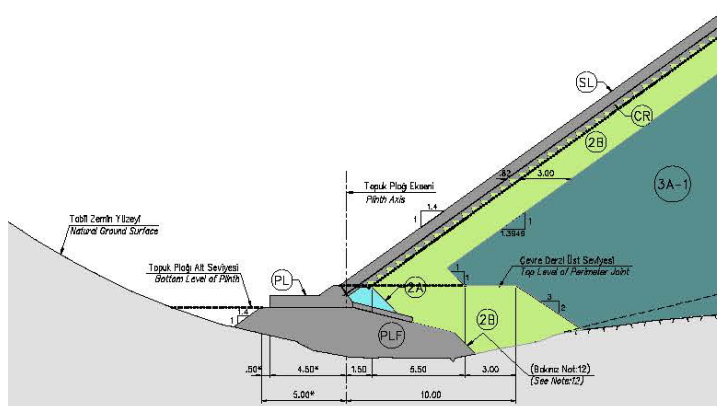 SL
CR
2B
.82
3.00
3A-1
1.4
1
Topuk Plağı Ekseni
Plinth Axis
1
1.3946
Tabii Zemin Yüzeyi
Natural Ground Surface
Topuk Plağı Alt Seviyesi
Bottom Level of Plinth
PL
1
1
Çevre Derzi Üst Seviyesi
Top Level of Perimeter Joint
2A
3
2
1.4
1
PLF
2B
(Bakınız Not:12)
(See Note:12)
.50*
4.50*
1.50
5.50
3.00
5.00*
10.00